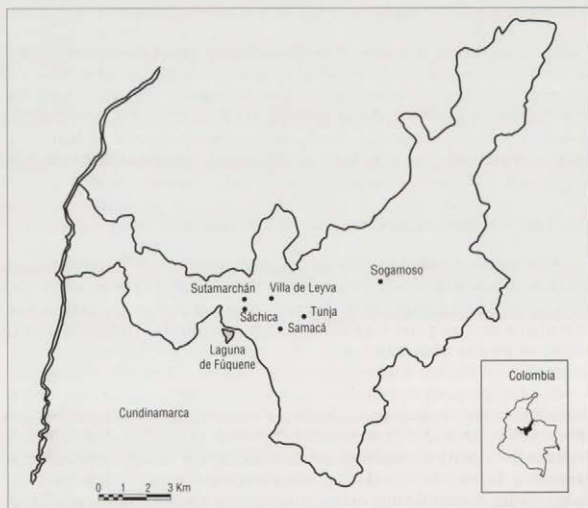 Sogamoso
Sutamarchán
Villa de Leyva
Sáchica
Tunja
Samacá
Laguna
de Fúquene
Colombia
Cundinamarca
0 1 2 3 Km